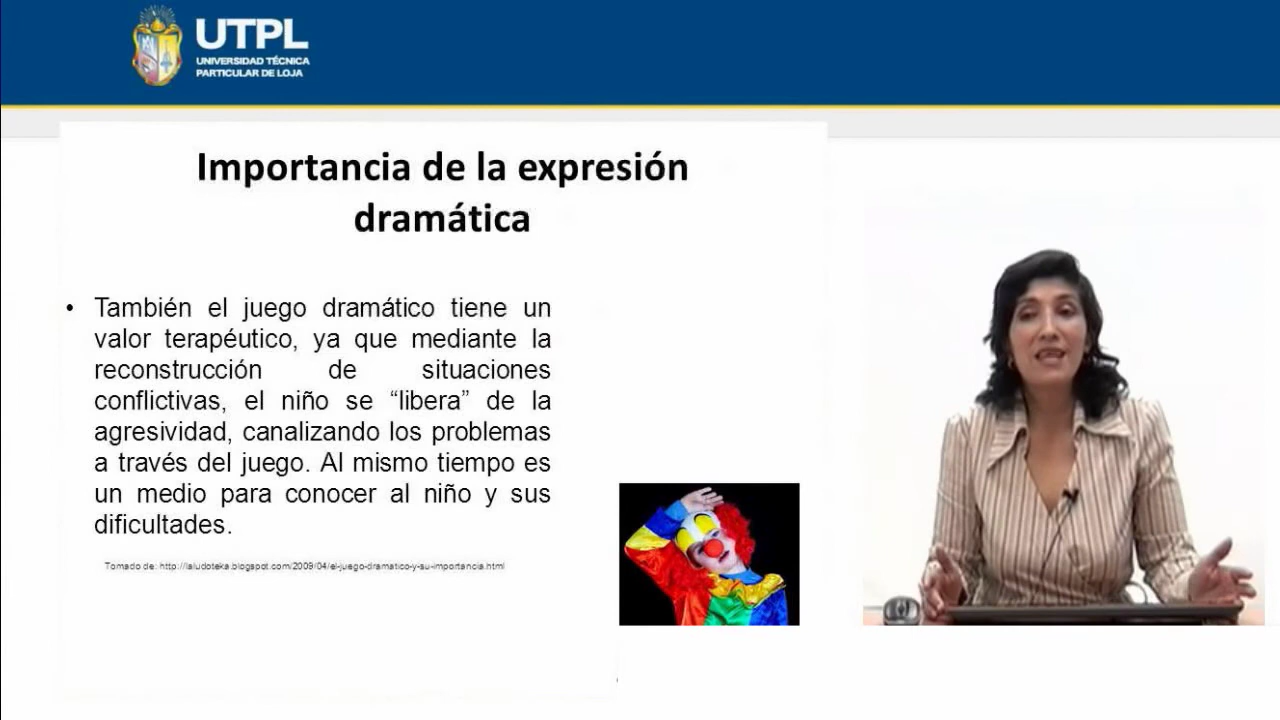 UTPL
UNIVERSIDAD TÉCNICA
PARTICULAR DE LOJA
Importancia de la expresión
dramática
• También el juego dramático tiene un
valor terapéutico, ya que mediante la
reconstrucción de situaciones
conflictivas, el niño se “libera” de la
agresividad, canalizando los problemas
a través del juego. Al mismo tiempo es
un medio para conocer al niño y sus
dificultades.
Tomado de: http://laludoteka.blogspot.com/2009/04/el-juego-dramatico-y-su-importancia.html